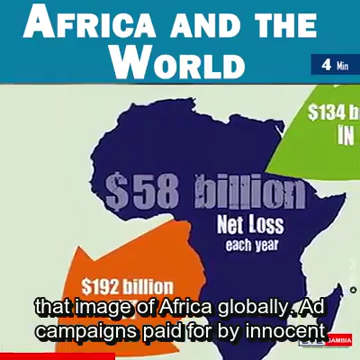 AFRICA AND THE
WORLD
4 Min
$134 b
IN
$58 billion
Net Loss
each year
$192 billion
that image of Africa globally. Ad
campaigns paid for by innocent
GAMBIA